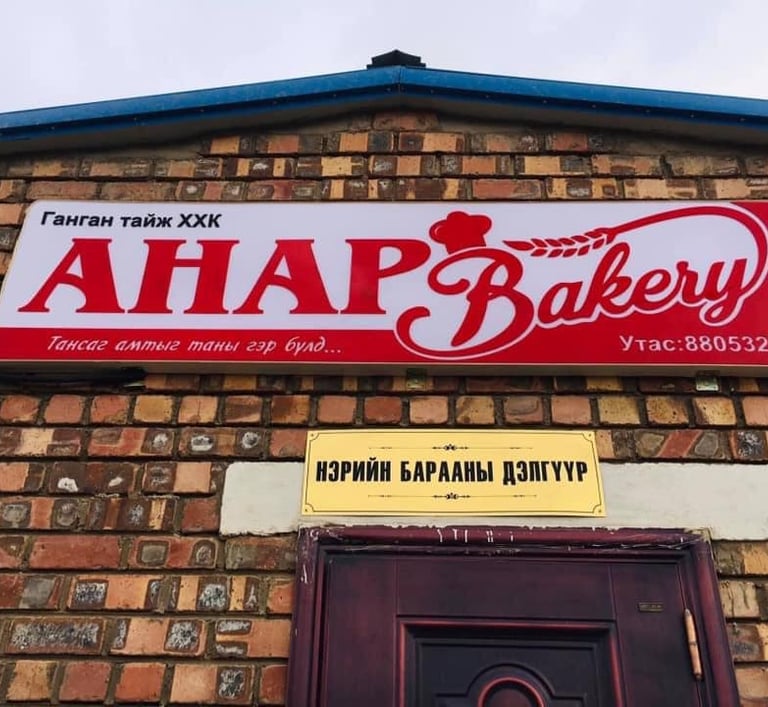 Ганган тайж ХХК
АНАР Bakery
Тансаг амтыг таны гэр бүлд...
Утас:880532
НЭРИЙН БАРААНЫ ДЭЛГҮҮР